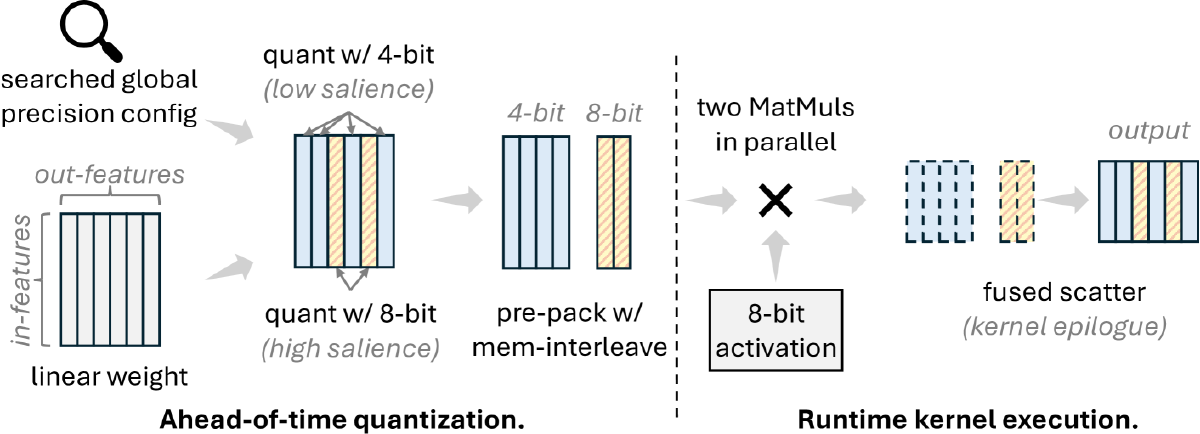 searched global
precision config
out-features
in-features
linear weight
quant w/ 4-bit
(low salience)
quant w/ 8-bit
(high salience)
4-bit 8-bit
pre-pack w/
mem-interleave
Ahead-of-time quantization.
two MatMuls
in parallel
8-bit
activation
fused scatter
(kernel epilogue)
output
Runtime kernel execution.